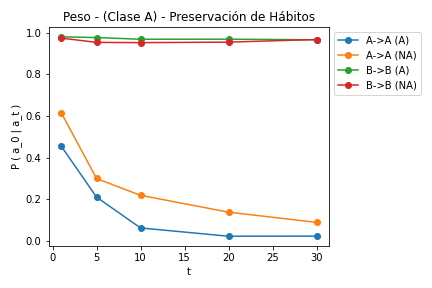 Peso - (Clase A) - Preservación de Hábitos
P ( a_0 | a_t )
1.0
0.8
0.6
0.4
0.2
0.0
0 5 10 15 20 25 30
t
A->A (A)
A->A (NA)
B->B (A)
B->B (NA)